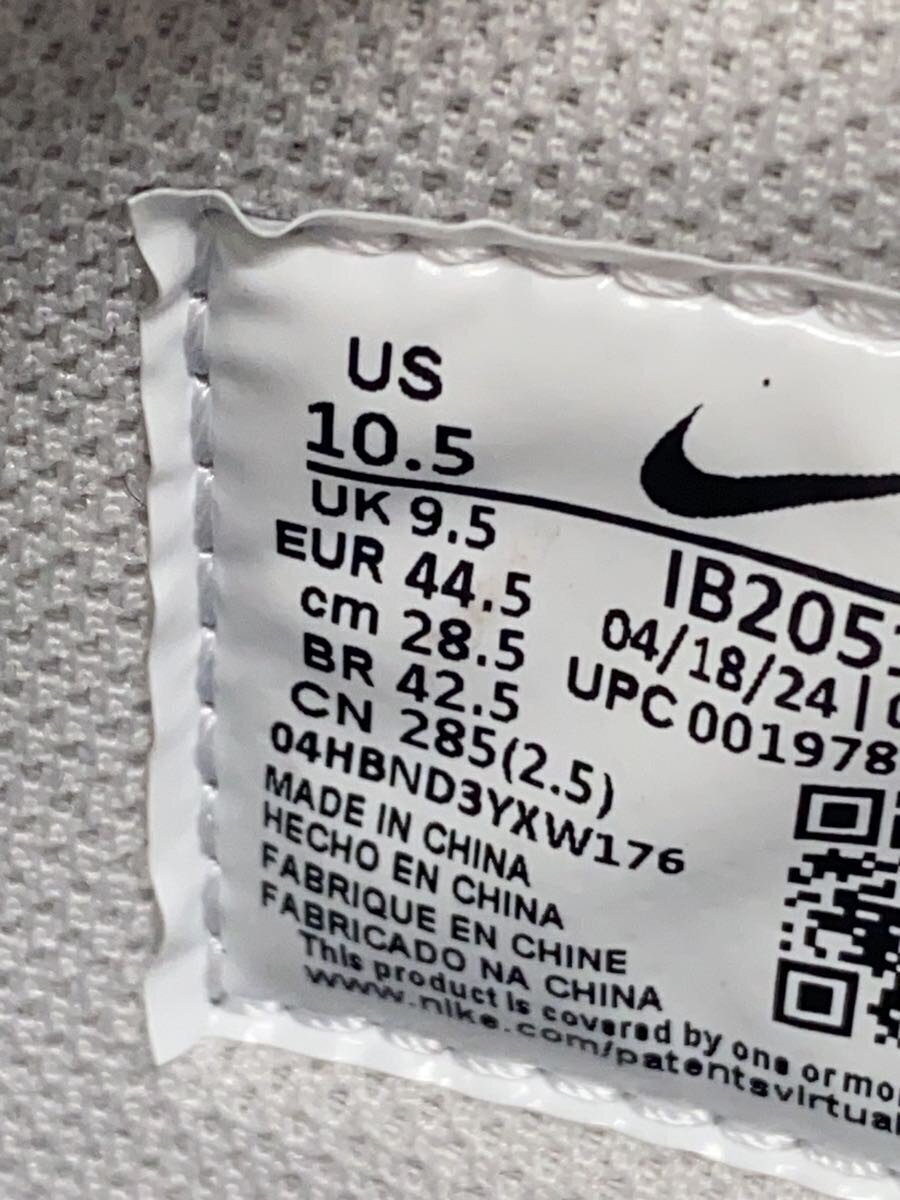 US
10.5
UK 9.5
EUR 44.5
cm 28.5
BR 42.5
CN 285(2.5)
04HBND3YXW176
MADE IN CHINA
HECHO EN CHINA
FABRIQUE EN CHINE
FABRICADO NA CHINA
This product is covered by one or
www.nike.com/patentsvirtual
IB205
04/18/24 |
UPC 001978